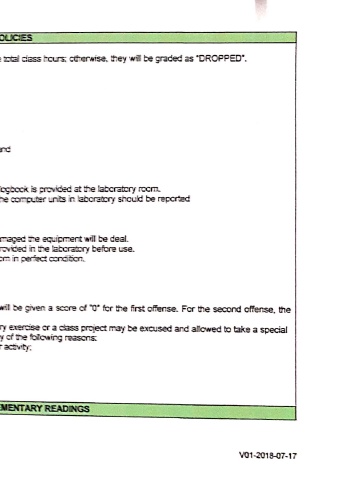 OLICIES
e total class hours; otherwise, they will be graded as "DROPPED".
and
logbook is provided at the laboratory room.
he computer units in laboratory should be reported
maged the equipment will be deal.
rovided in the laboratory before use.
om in perfect condition.
will be given a score of "0" for the first offense. For the second offense, the
ry exercise or a class project may be excused and allowed to take a special
y of the following reasons:
r activity;
MENTARY READINGS
V01-2018-07-17